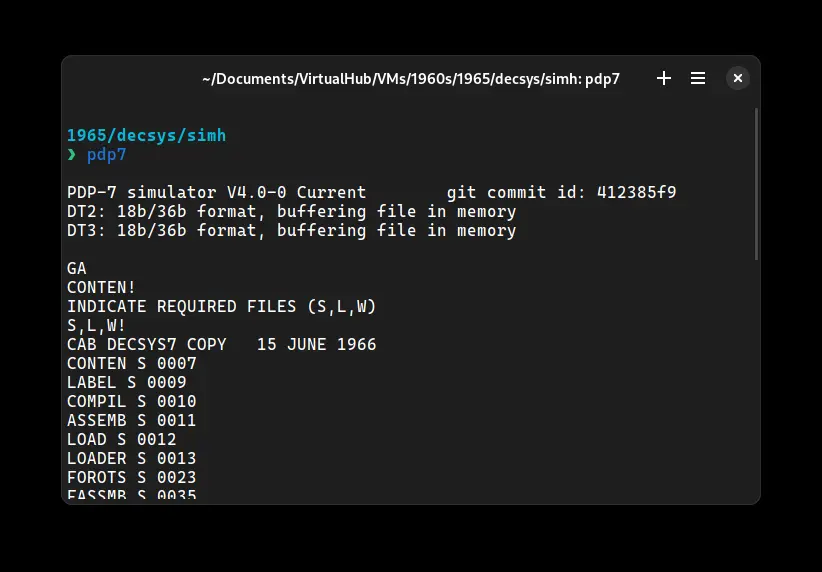 ~/Documents/VirtualHub/VMs/1960s/1965/decsys/simh: pdp7
1965/decsys/simh
❯ pdp7
PDP-7 simulator V4.0-0 Current        git commit id: 412385f9
DT2: 18b/36b format, buffering file in memory
DT3: 18b/36b format, buffering file in memory
GA
CONTEN!
INDICATE REQUIRED FILES (S,L,W)
S,L,W!
CAB DECSYS7 COPY   15 JUNE 1966
CONTEN S 0007
LABEL S 0009
COMPIL S 0010
ASSEMB S 0011
LOAD S 0012
LOADER S 0013
FOROTS S 0023
FASSMB S 0035